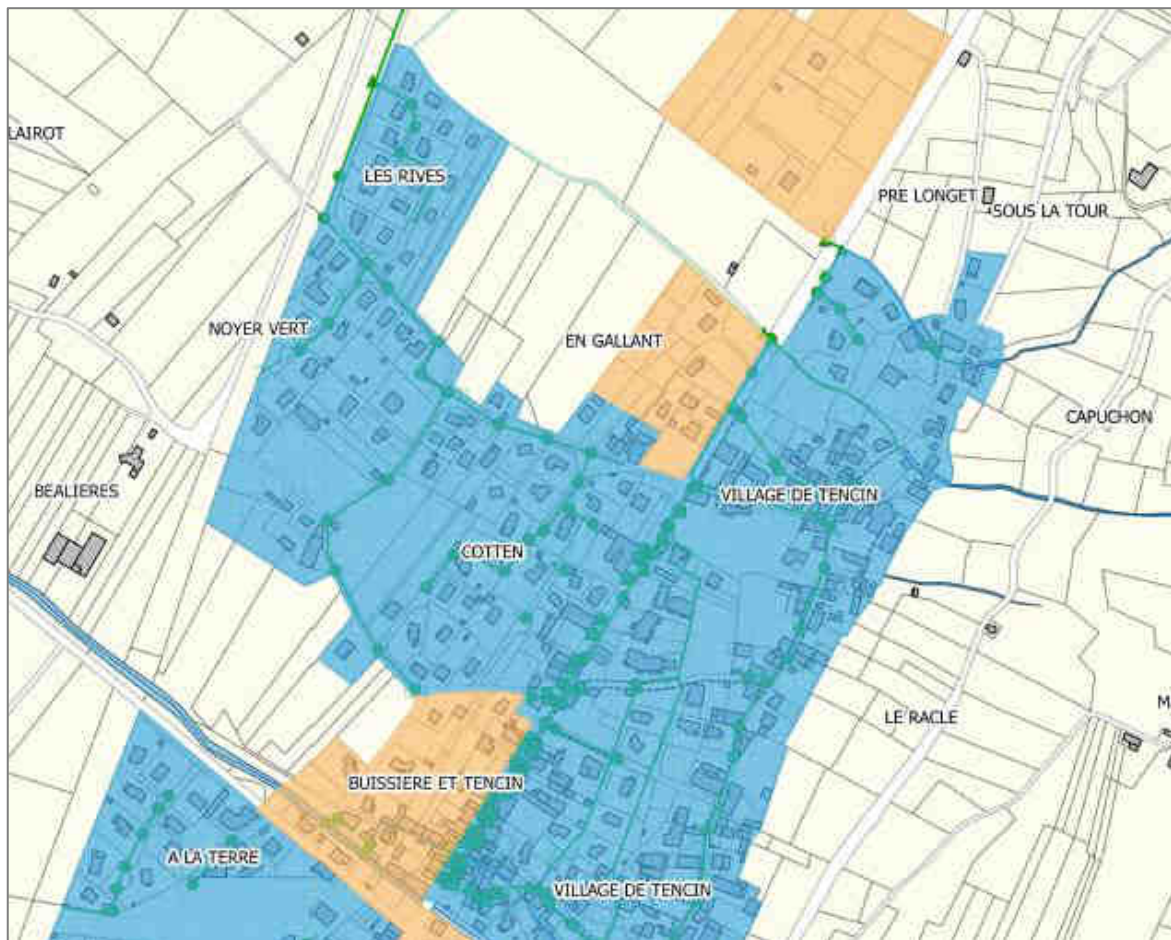 LAIROT
LES RIVES
PRE LONGET
SOUS LA TOUR
NOYER VERT
EN GALLANT
CAPUCHON
BEALIERES
VILLAGE DE TENCIN
COTTEN
LE RACLE
M
BUISSIERE ET TENCIN
A LA TERRE
VILLAGE DE TENCIN